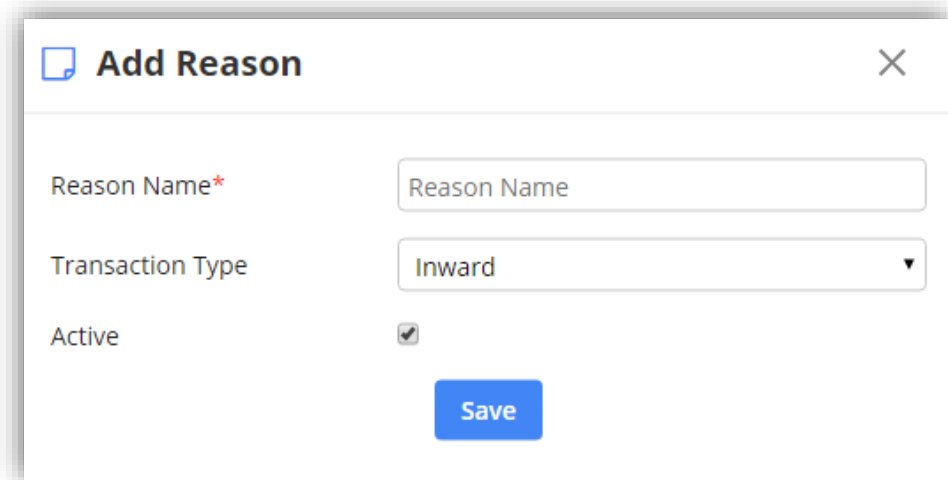 Add Reason
Reason Name* Reason Name
Transaction Type Inward
Active
Save